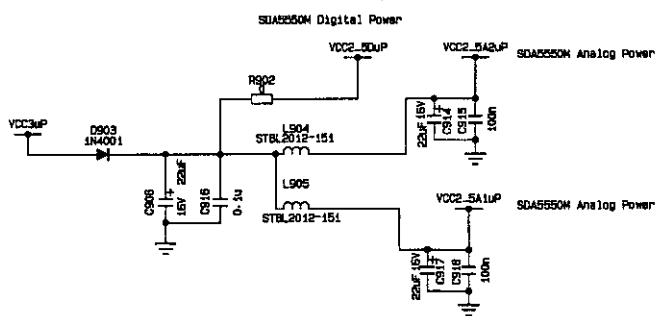 SDA5550M Digital Power
VCC2_5DuP
VCC2_5A2uP
SDA5550M Analog Power
R902
VCC3uP
D903
1N4001
L904
STBL2012-151
22uF 16V
C914
C915
100n
L905
STBL2012-151
C908
22uF
16V
C916
0.1u
VCC2_5A1uP
SDA5550M Analog Power
22uF 16V
C917
C918
100n